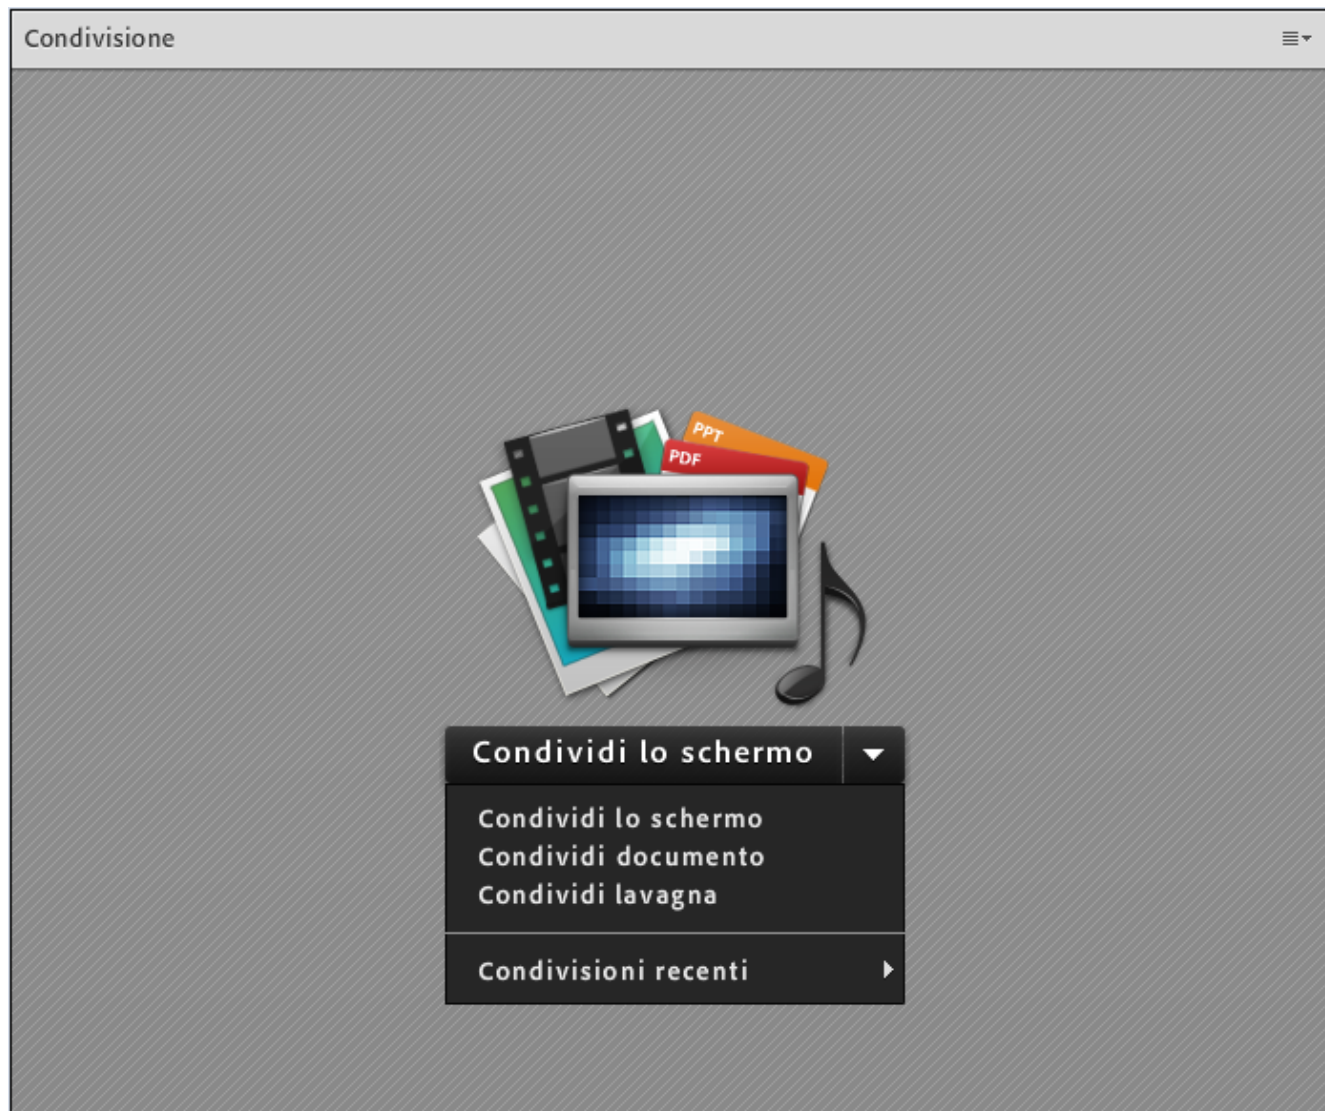 Condivisione
PPT
PDF
Condividi lo schermo
Condividi lo schermo
Condividi documento
Condividi lavagna
Condivisioni recenti